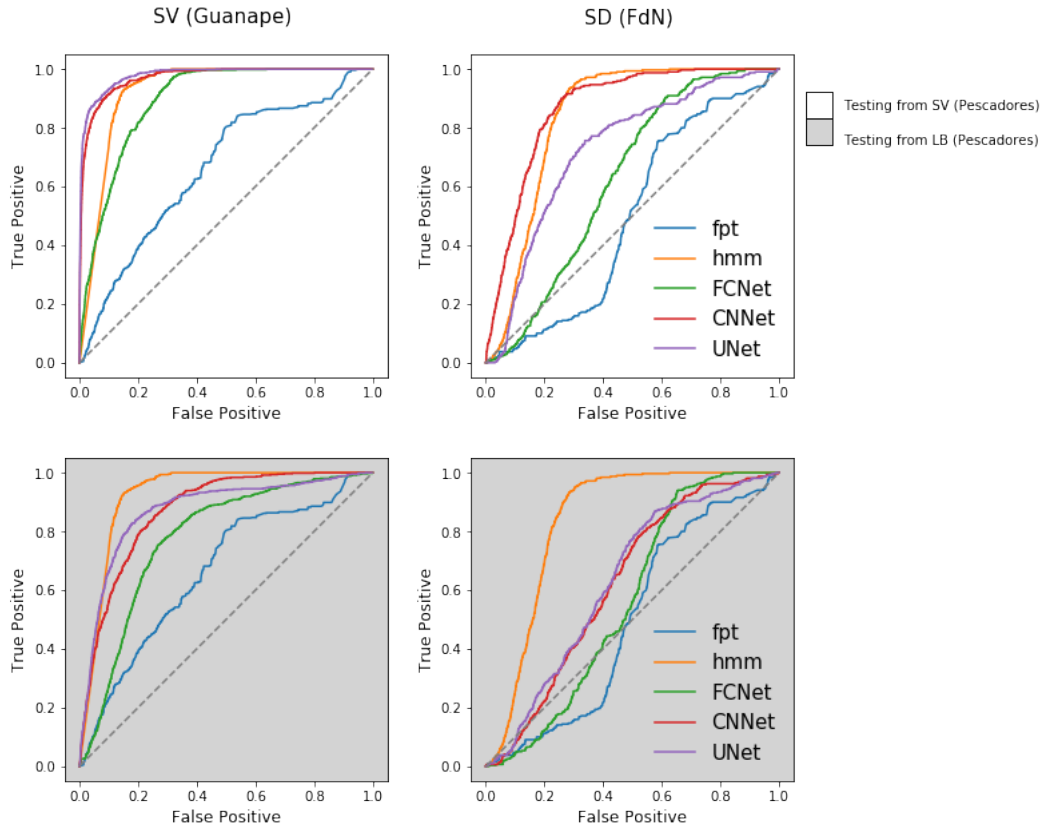 SV (Guanape)
SD (FdN)
1.0
0.8
0.6
0.4
0.2
0.0
True Positive
0.0 0.2 0.4 0.6 0.8 1.0
False Positive
1.0
0.8
0.6
0.4
0.2
0.0
True Positive
fpt
hmm
FCNet
CNNet
UNet
0.0 0.2 0.4 0.6 0.8 1.0
False Positive
Testing from SV (Pescadores)
Testing from LB (Pescadores)
1.0
0.8
0.6
0.4
0.2
0.0
True Positive
0.0 0.2 0.4 0.6 0.8 1.0
False Positive
1.0
0.8
0.6
0.4
0.2
0.0
True Positive
fpt
hmm
FCNet
CNNet
UNet
0.0 0.2 0.4 0.6 0.8 1.0
False Positive